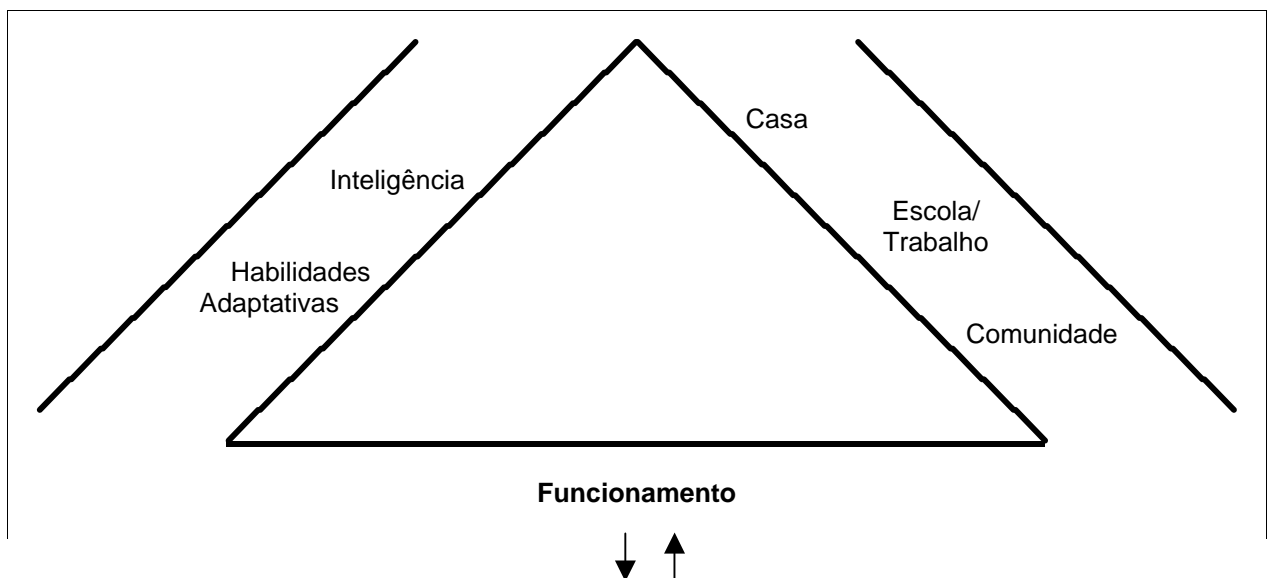 Casa
Inteligência
Escola/
Trabalho
Habilidades
Adaptativas
Comunidade
Funcionamento